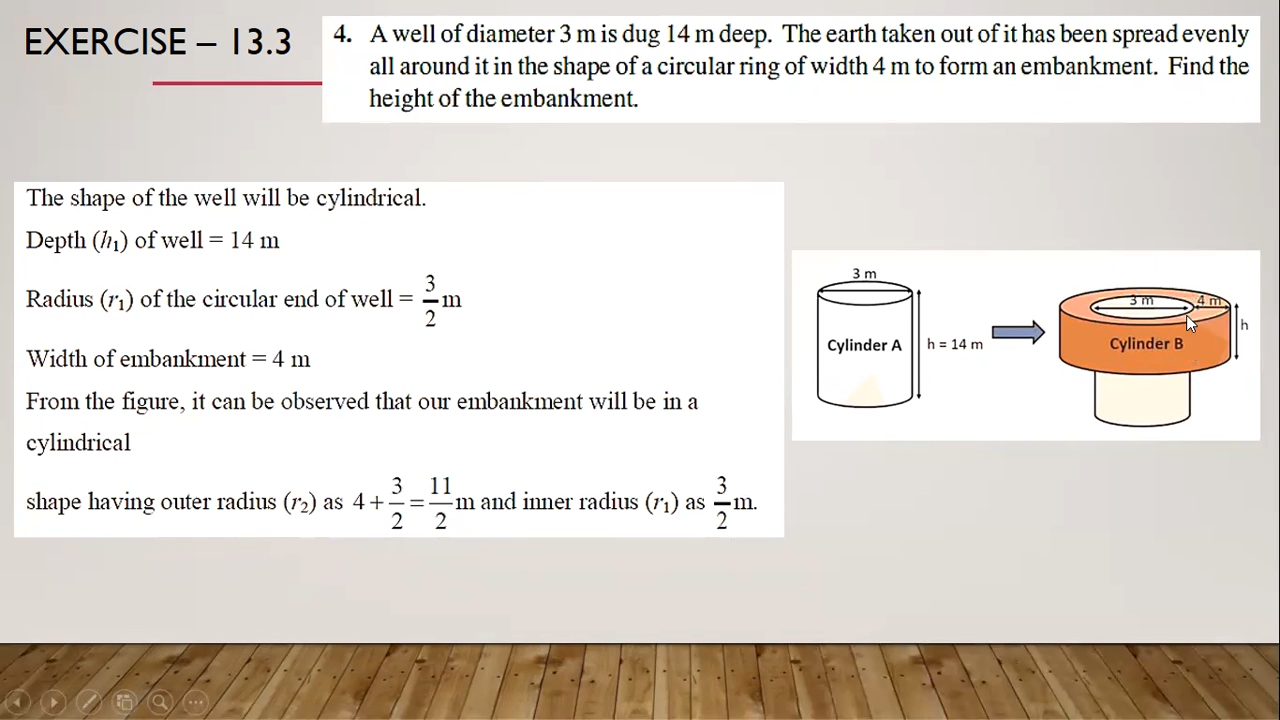 EXERCISE – 13.3
4. A well of diameter 3 m is dug 14 m deep. The earth taken out of it has been spread evenly
all around it in the shape of a circular ring of width 4 m to form an embankment. Find the
height of the embankment.
The shape of the well will be cylindrical.
Depth (h₁) of well = 14 m
Radius (r₁) of the circular end of well = 3/2 m
Width of embankment = 4 m
From the figure, it can be observed that our embankment will be in a
cylindrical
shape having outer radius (r₂) as 4 + 3/2 = 11/2 m and inner radius (r₁) as 3/2 m.
3 m
Cylinder A
h = 14 m
3 m
4 m
h
Cylinder B